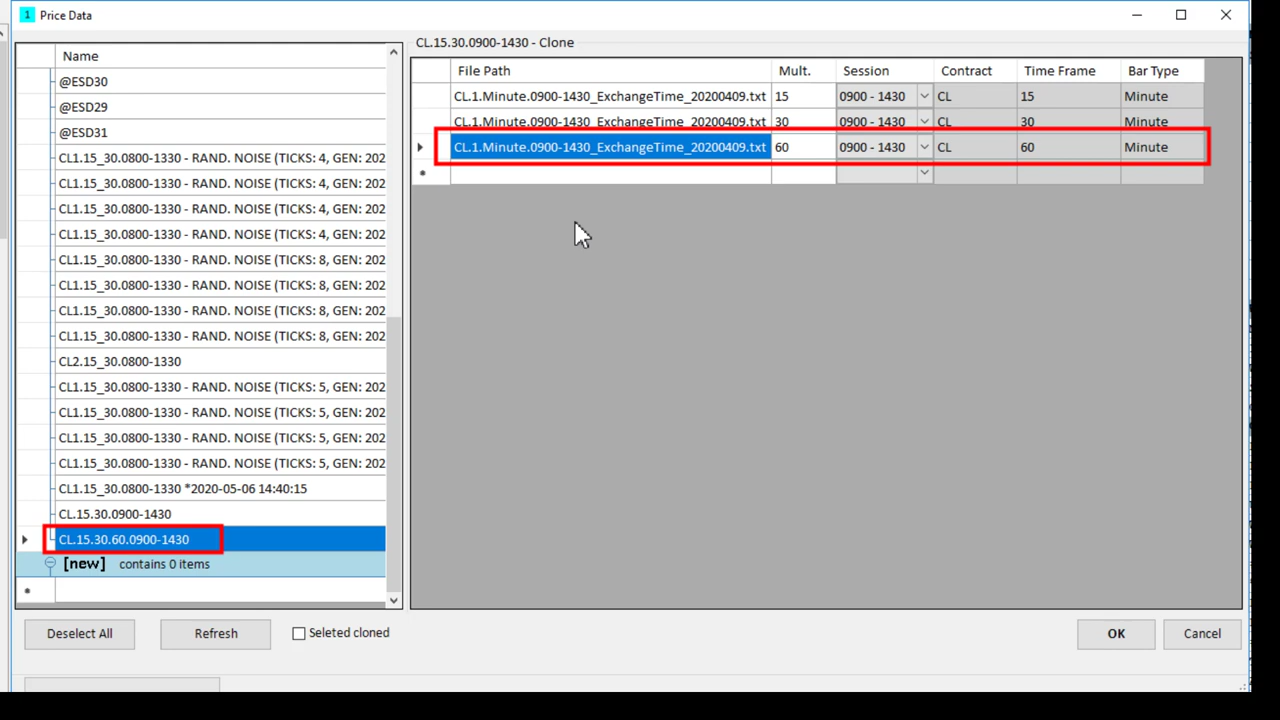 1 Price Data
Name
@ESD30
@ESD29
@ESD31
CL1.15_30.0800-1330 - RAND. NOISE (TICKS: 4, GEN: 202
CL1.15_30.0800-1330 - RAND. NOISE (TICKS: 4, GEN: 202
CL1.15_30.0800-1330 - RAND. NOISE (TICKS: 4, GEN: 202
CL1.15_30.0800-1330 - RAND. NOISE (TICKS: 4, GEN: 202
CL1.15_30.0800-1330 - RAND. NOISE (TICKS: 8, GEN: 202
CL1.15_30.0800-1330 - RAND. NOISE (TICKS: 8, GEN: 202
CL1.15_30.0800-1330 - RAND. NOISE (TICKS: 8, GEN: 202
CL1.15_30.0800-1330 - RAND. NOISE (TICKS: 8, GEN: 202
CL2.15_30.0800-1330
CL1.15_30.0800-1330 - RAND. NOISE (TICKS: 5, GEN: 202
CL1.15_30.0800-1330 - RAND. NOISE (TICKS: 5, GEN: 202
CL1.15_30.0800-1330 - RAND. NOISE (TICKS: 5, GEN: 202
CL1.15_30.0800-1330 - RAND. NOISE (TICKS: 5, GEN: 202
CL1.15_30.0800-1330 *2020-05-06 14:40:15
CL.15.30.0900-1430
CL.15.30.60.0900-1430
[new] contains 0 items
CL.15.30.0900-1430 - Clone
File Path Mult. Session Contract Time Frame Bar Type
CL.1.Minute.0900-1430_ExchangeTime_20200409.txt 15 0900 - 1430 CL 15 Minute
CL.1.Minute.0900-1430_ExchangeTime_20200409.txt 30 0900 - 1430 CL 30 Minute
CL.1.Minute.0900-1430_ExchangeTime_20200409.txt 60 0900 - 1430 CL 60 Minute
Deselect All Refresh Seleted cloned OK Cancel